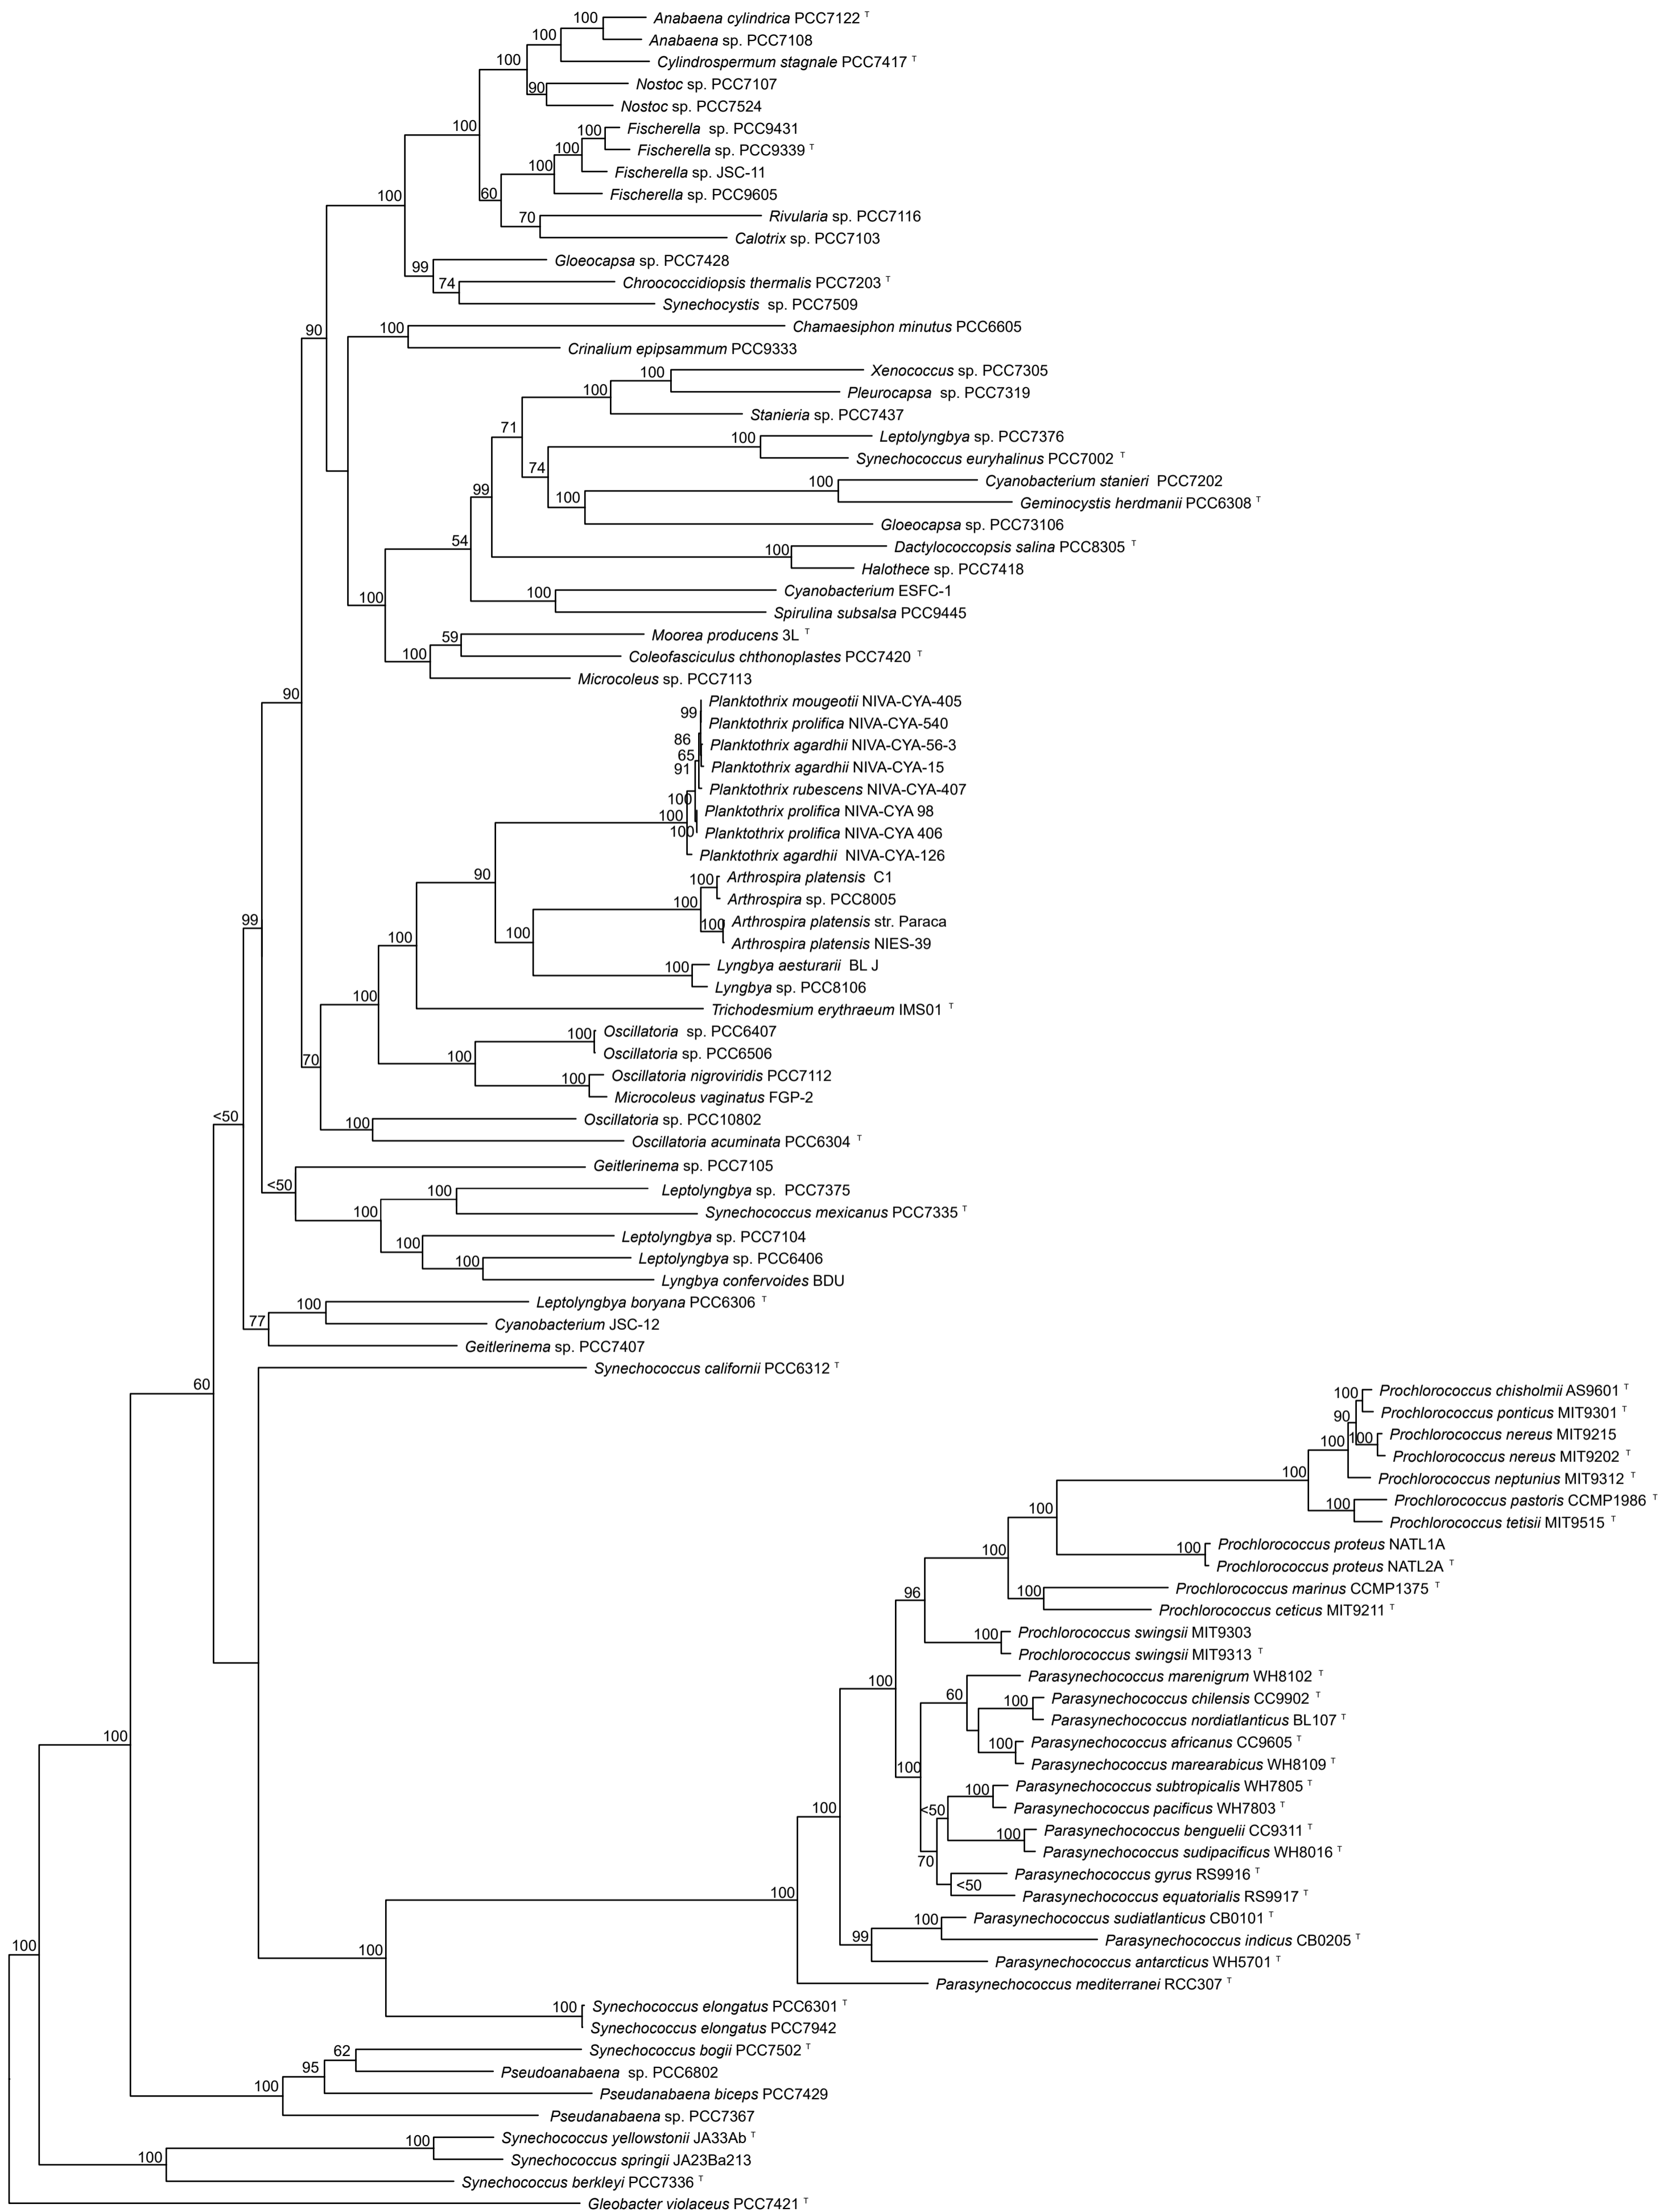 100 Anabaena cylindrica PCC7122 T
100 Anabaena sp. PCC7108
100 Cylindrospermum stagnale PCC7417 T
Nostoc sp. PCC7107
90 Nostoc sp. PCC7524
100 Fischerella sp. PCC9431
100 Fischerella sp. PCC9339 T
100 100 Fischerella sp. JSC-11
100 60 Fischerella sp. PCC9605
70 Rivularia sp. PCC7116
Calotrix sp. PCC7103
99 Gloeocapsa sp. PCC7428
74 Chroococcidiopsis thermalis PCC7203 T
Synechocystis sp. PCC7509
90 100 Chamaesiphon minutus PCC6605
Crinalium epipsammum PCC9333
100 Xenococcus sp. PCC7305
100 Pleurocapsa sp. PCC7319
Stanieria sp. PCC7437
71 100 Leptolyngbya sp. PCC7376
Synechococcus euryhalinus PCC7002 T
74 100 Cyanobacterium stanieri PCC7202
99 100 Geminocystis herdmanii PCC6308 T
Gloeocapsa sp. PCC73106
54 100 Dactylococcopsis salina PCC8305 T
Halothece sp. PCC7418
100 100 Cyanobacterium ESFC-1
Spirulina subsalsa PCC9445
59 Moorea producens 3L T
100 Coleofasciculus chthonoplastes PCC7420 T
Microcoleus sp. PCC7113
90 Planktothrix mougeotii NIVA-CYA-405
99 Planktothrix prolifica NIVA-CYA-540
86 Planktothrix agardhii NIVA-CYA-56-3
65
91 Planktothrix agardhii NIVA-CYA-15
Planktothrix rubescens NIVA-CYA-407
100 Planktothrix prolifica NIVA-CYA 98
100
100 Planktothrix prolifica NIVA-CYA 406
Planktothrix agardhii NIVA-CYA-126
90 100 Arthrospira platensis C1
100 Arthrospira sp. PCC8005
99 100 Arthrospira platensis str. Paraca
100 100 Arthrospira platensis NIES-39
100 Lyngbya aesturarii BL J
Lyngbya sp. PCC8106
100 Trichodesmium erythraeum IMS01 T
100 Oscillatoria sp. PCC6407
100 Oscillatoria sp. PCC6506
70 100 Oscillatoria nigroviridis PCC7112
Microcoleus vaginatus FGP-2
<50 100 Oscillatoria sp. PCC10802
Oscillatoria acuminata PCC6304 T
Geitlerinema sp. PCC7105
<50 100 Leptolyngbya sp. PCC7375
100 Synechococcus mexicanus PCC7335 T
100 Leptolyngbya sp. PCC7104
100 Leptolyngbya sp. PCC6406
Lyngbya confervoides BDU
100 Leptolyngbya boryana PCC6306 T
77 Cyanobacterium JSC-12
Geitlerinema sp. PCC7407
60 Synechococcus californii PCC6312 T
100 Prochlorococcus chisholmii AS9601 T
90 Prochlorococcus ponticus MIT9301 T
100 100 Prochlorococcus nereus MIT9215
Prochlorococcus nereus MIT9202 T
100 Prochlorococcus neptunius MIT9312 T
100 100 Prochlorococcus pastoris CCMP1986 T
Prochlorococcus tetisii MIT9515 T
100 100 Prochlorococcus proteus NATL1A
Prochlorococcus proteus NATL2A T
96 100 Prochlorococcus marinus CCMP1375 T
Prochlorococcus ceticus MIT9211 T
100 Prochlorococcus swingsii MIT9303
Prochlorococcus swingsii MIT9313 T
100 Parasynechococcus marenigrum WH8102 T
60 100 Parasynechococcus chilensis CC9902 T
Parasynechococcus nordiatlanticus BL107 T
100 100 Parasynechococcus africanus CC9605 T
100 Parasynechococcus marearabicus WH8109 T
100 Parasynechococcus subtropicalis WH7805 T
100 <50 Parasynechococcus pacificus WH7803 T
100 Parasynechococcus benguelii CC9311 T
70 Parasynechococcus sudipacificus WH8016 T
<50 Parasynechococcus gyrus RS9916 T
100 Parasynechococcus equatorialis RS9917 T
100 Parasynechococcus sudiatlanticus CB0101 T
99 Parasynechococcus indicus CB0205 T
100 100 Parasynechococcus antarcticus WH5701 T
Parasynechococcus mediterranei RCC307 T
100 Synechococcus elongatus PCC6301 T
Synechococcus elongatus PCC7942
62 Synechococcus bogii PCC7502 T
95 Pseudoanabaena sp. PCC6802
100 Pseudanabaena biceps PCC7429
Pseudanabaena sp. PCC7367
100 Synechococcus yellowstonii JA33Ab T
100 Synechococcus springii JA23Ba213
Synechococcus berkleyi PCC7336 T
Gleobacter violaceus PCC7421 T